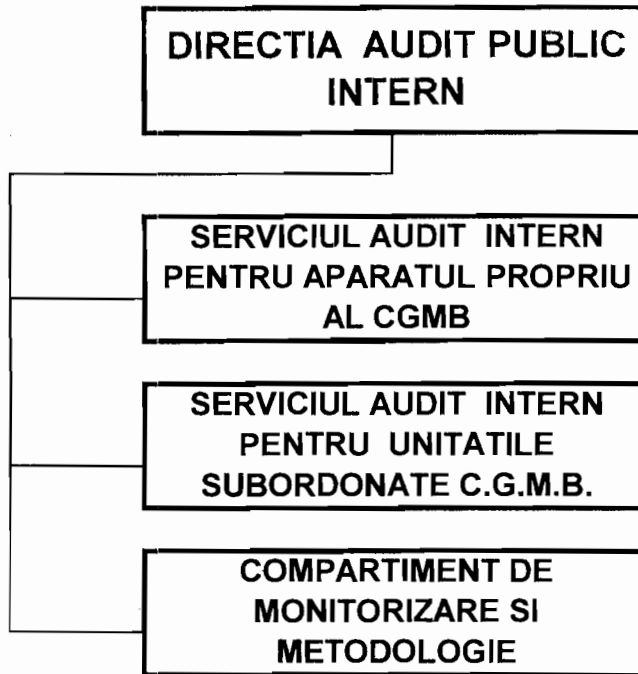 DIRECTIA AUDIT PUBLIC
INTERN
SERVICIUL AUDIT INTERN
PENTRU APARATUL PROPRIU
AL CGMB
SERVICIUL AUDIT INTERN
PENTRU UNITATILE
SUBORDONATE C.G.M.B.
COMPARTIMENT DE
MONITORIZARE SI
METODOLOGIE